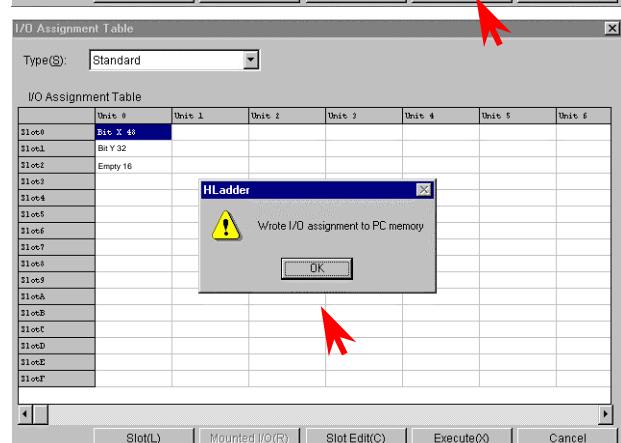 I/O Assignment Table
Type(S): Standard
I/O Assignment Table
Unit 0 Unit 1 Unit 2 Unit 3 Unit 4 Unit 5 Unit 6
Slot0 Bit X 48
Slot1 Bit Y 32
Slot2 Empty 16
Slot3
Slot4
Slot5
Slot6
Slot7
Slot8
Slot9
SlotA
SlotB
SlotC
SlotD
SlotE
SlotF
HLadder
Wrote I/O assignment to PC memory
OK
Slot(L) Mounted I/O(R) Slot Edit(C) Execute(X) Cancel